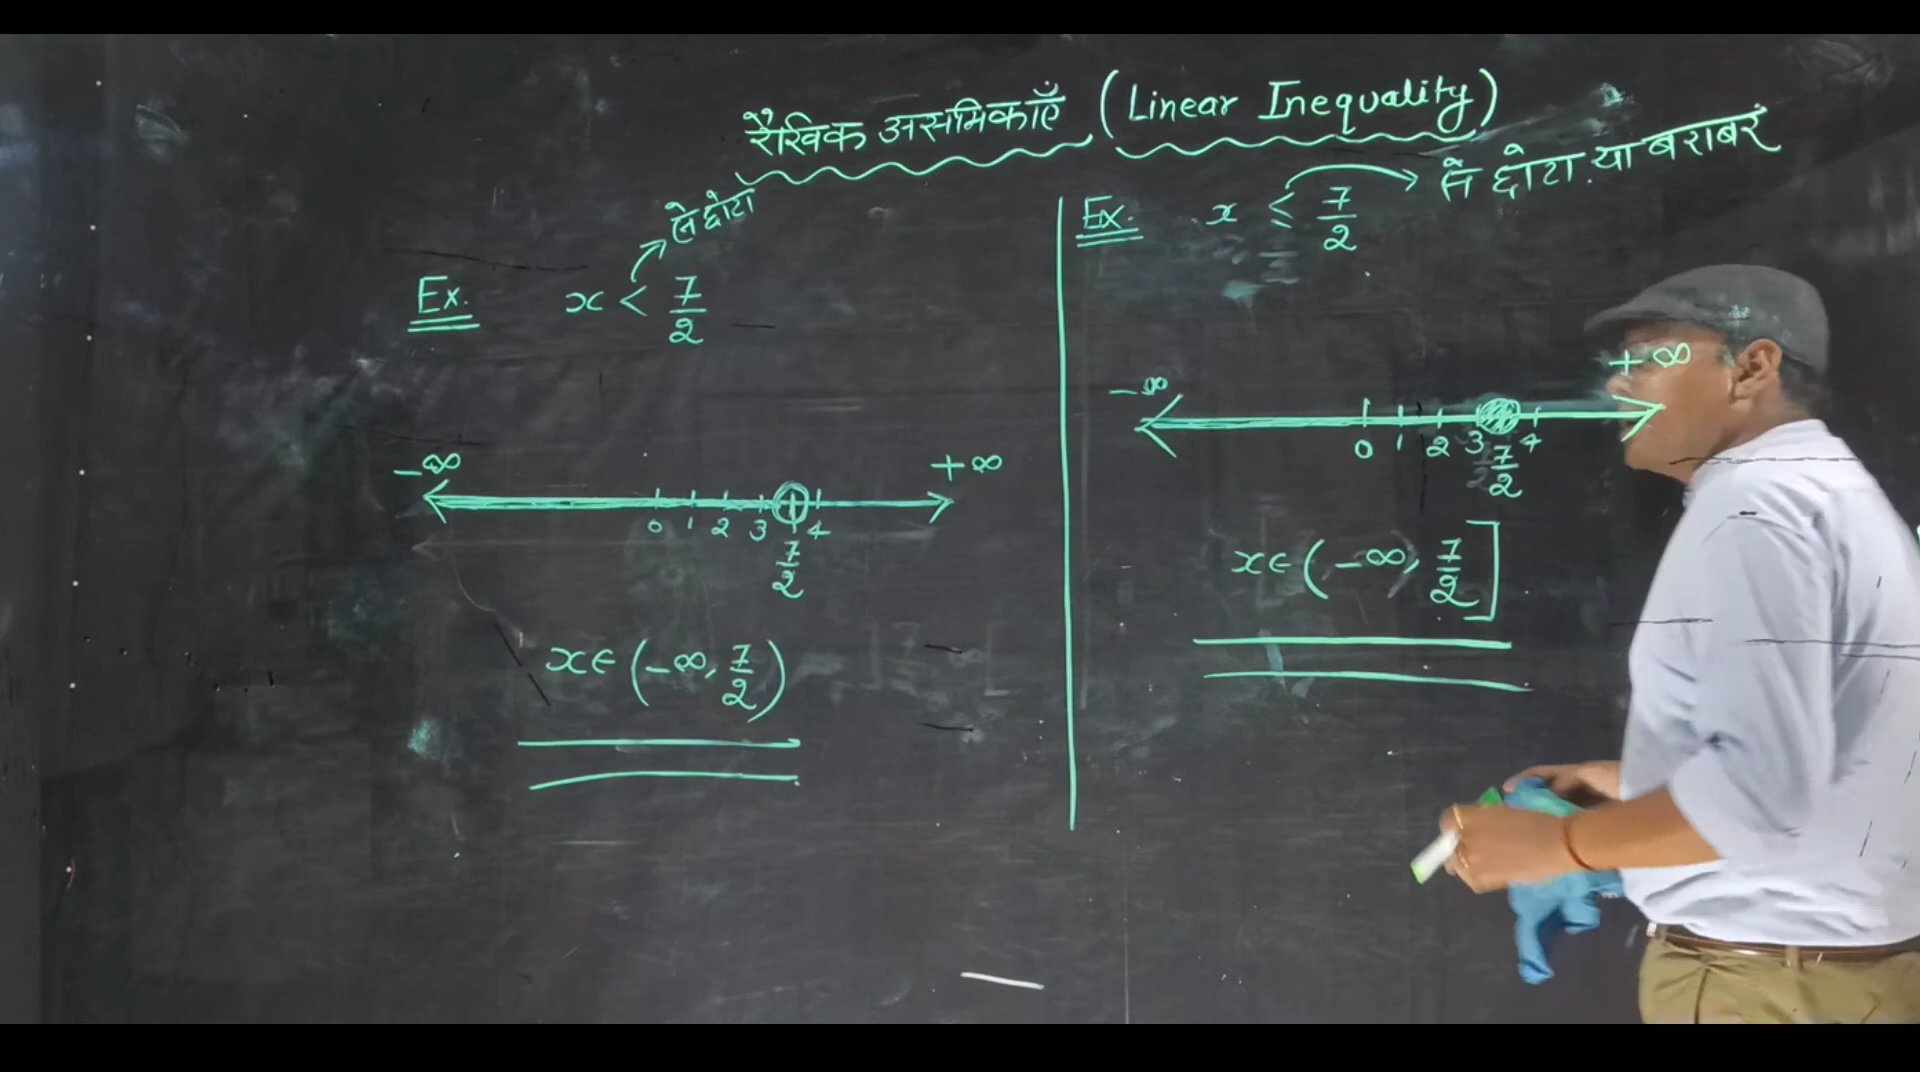 रैखिक असमिकाएँ (Linear Inequality)
से छोटा
Ex. x < 7/2
-∞ +∞
0 1 2 3 4
7/2
x∈(-∞, 7/2)
Ex. x ≤ 7/2 से छोटा या बराबर
-∞ +∞
0 1 2 3 4
7/2
x∈(-∞, 7/2]